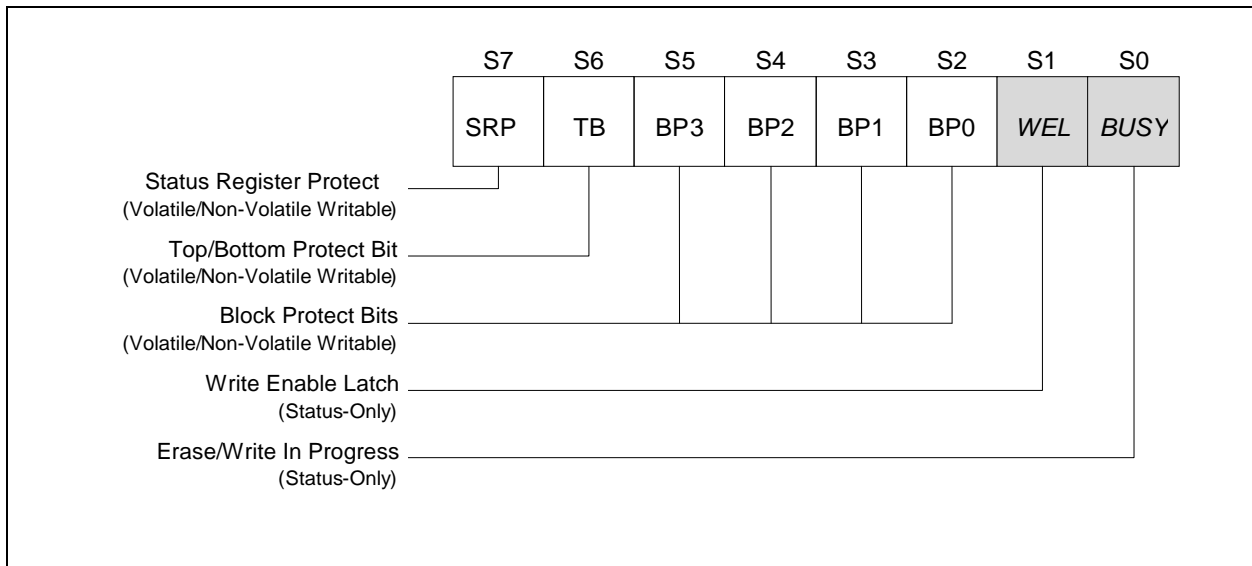 S7 S6 S5 S4 S3 S2 S1 S0
SRP TB BP3 BP2 BP1 BP0 WEL BUSY
Status Register Protect
(Volatile/Non-Volatile Writable)
Top/Bottom Protect Bit
(Volatile/Non-Volatile Writable)
Block Protect Bits
(Volatile/Non-Volatile Writable)
Write Enable Latch
(Status-Only)
Erase/Write In Progress
(Status-Only)